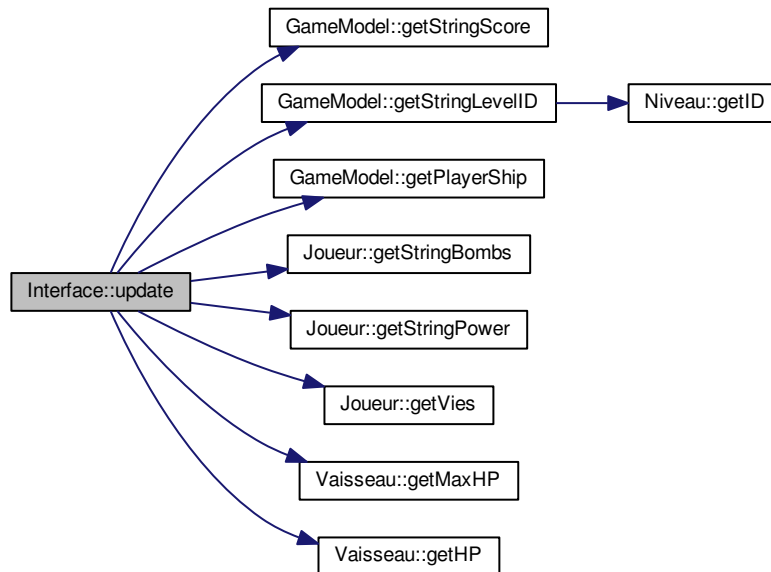 GameModel::getStringScore
GameModel::getStringLevelID
Niveau::getID
GameModel::getPlayerShip
Joueur::getStringBombs
Interface::update
Joueur::getStringPower
Joueur::getVies
Vaisseau::getMaxHP
Vaisseau::getHP